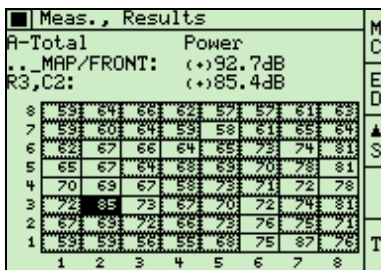 Meas., Results
A-Total Power
.._MAP/FRONT: (+)92.7dB
R3,C2: (+)85.4dB
8 53 64 66 62 57 57 61 63
7 53 60 64 59 58 61 65 64
6 62 67 66 64 65 73 74 81
5 65 67 64 68 69 70 78 81
4 70 69 67 58 73 71 72 78
3 72 85 73 67 70 72 74 81
2 67 69 72 66 73 76 75 71
1 59 59 56 55 68 75 87 76
1 2 3 4 5 6 7 8
M
C
E
D
S
T